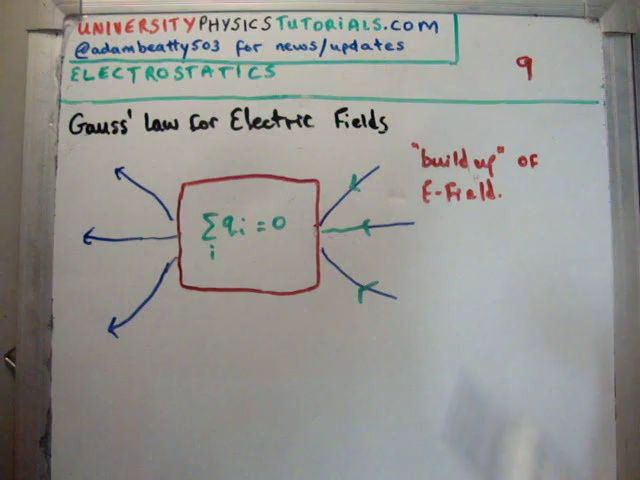 UNIVERSITYPHYSICSTUTORIALS.COM
@adambeatty503 for news/updates
ELECTROSTATICS
9
Gauss' Law for Electric Fields
"build up" of
E-Field.
∑qi = 0
i